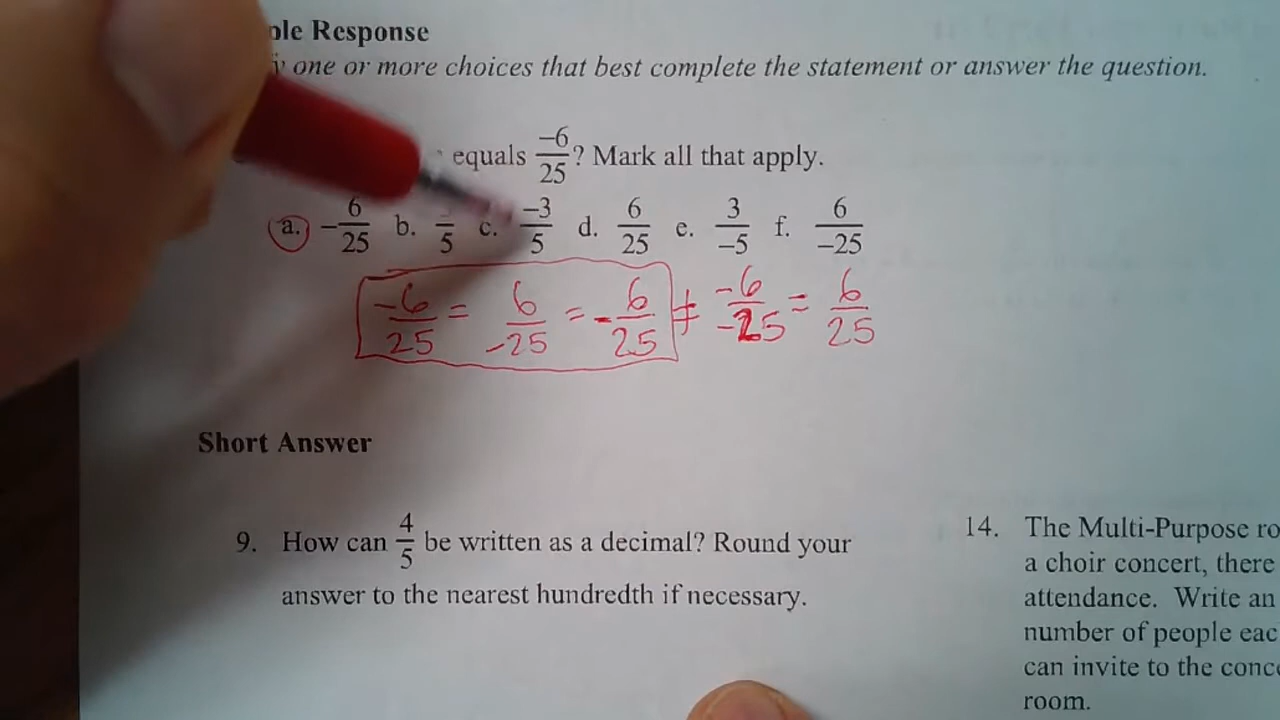 ple Response
one or more choices that best complete the statement or answer the question.
equals -6/25? Mark all that apply.
a. -6/25 b. /5 c. -3/5 d. 6/25 e. 3/-5 f. 6/-25
-6/25 = 6/-25 = -6/25 ≠ -6/-25 = 6/25
Short Answer
9. How can 4/5 be written as a decimal? Round your
answer to the nearest hundredth if necessary.
14. The Multi-Purpose ro
a choir concert, there
attendance. Write an
number of people eac
can invite to the conc
room.